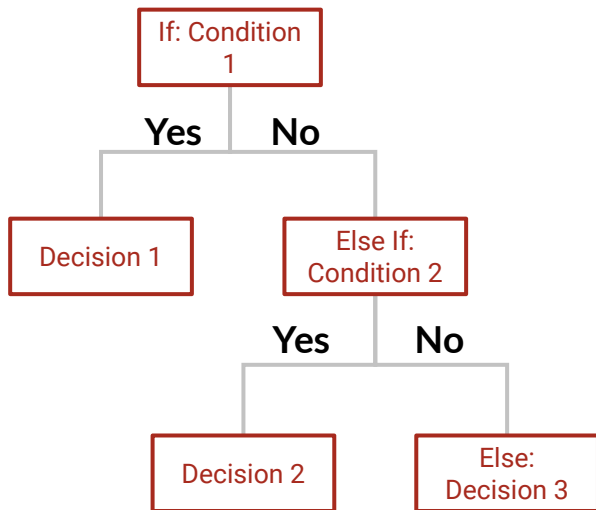 If: Condition
1
Yes
No
Decision 1
Else If:
Condition 2
Yes
No
Decision 2
Else:
Decision 3